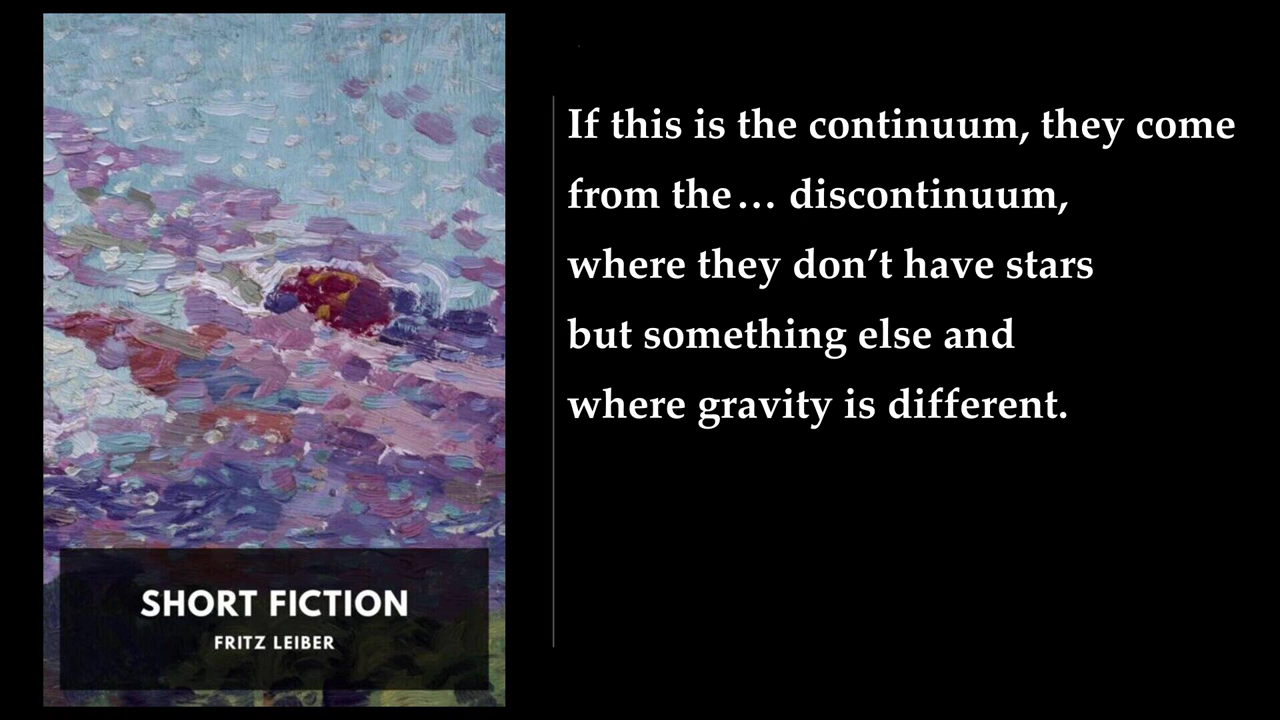 SHORT FICTION
FRITZ LEIBER
If this is the continuum, they come
from the… discontinuum,
where they don’t have stars
but something else and
where gravity is different.